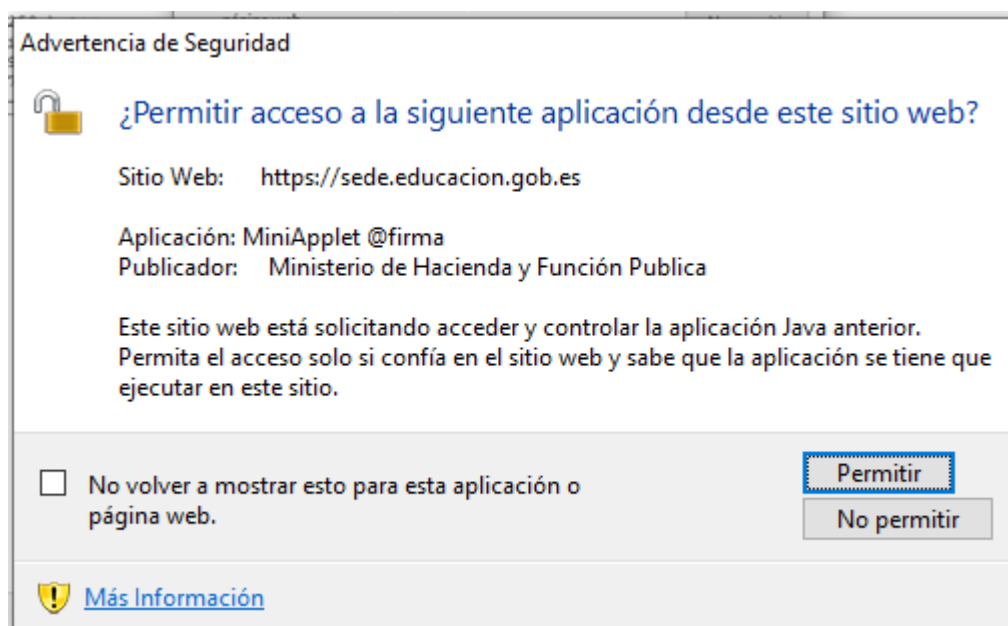 Advertencia de Seguridad
¿Permitir acceso a la siguiente aplicación desde este sitio web?
Sitio Web: https://sede.educacion.gob.es
Aplicación: MiniApplet @firma
Publicador: Ministerio de Hacienda y Función Publica
Este sitio web está solicitando acceder y controlar la aplicación Java anterior.
Permita el acceso solo si confía en el sitio web y sabe que la aplicación se tiene que
ejecutar en este sitio.
No volver a mostrar esto para esta aplicación o
página web.
Permitir
No permitir
Más Información